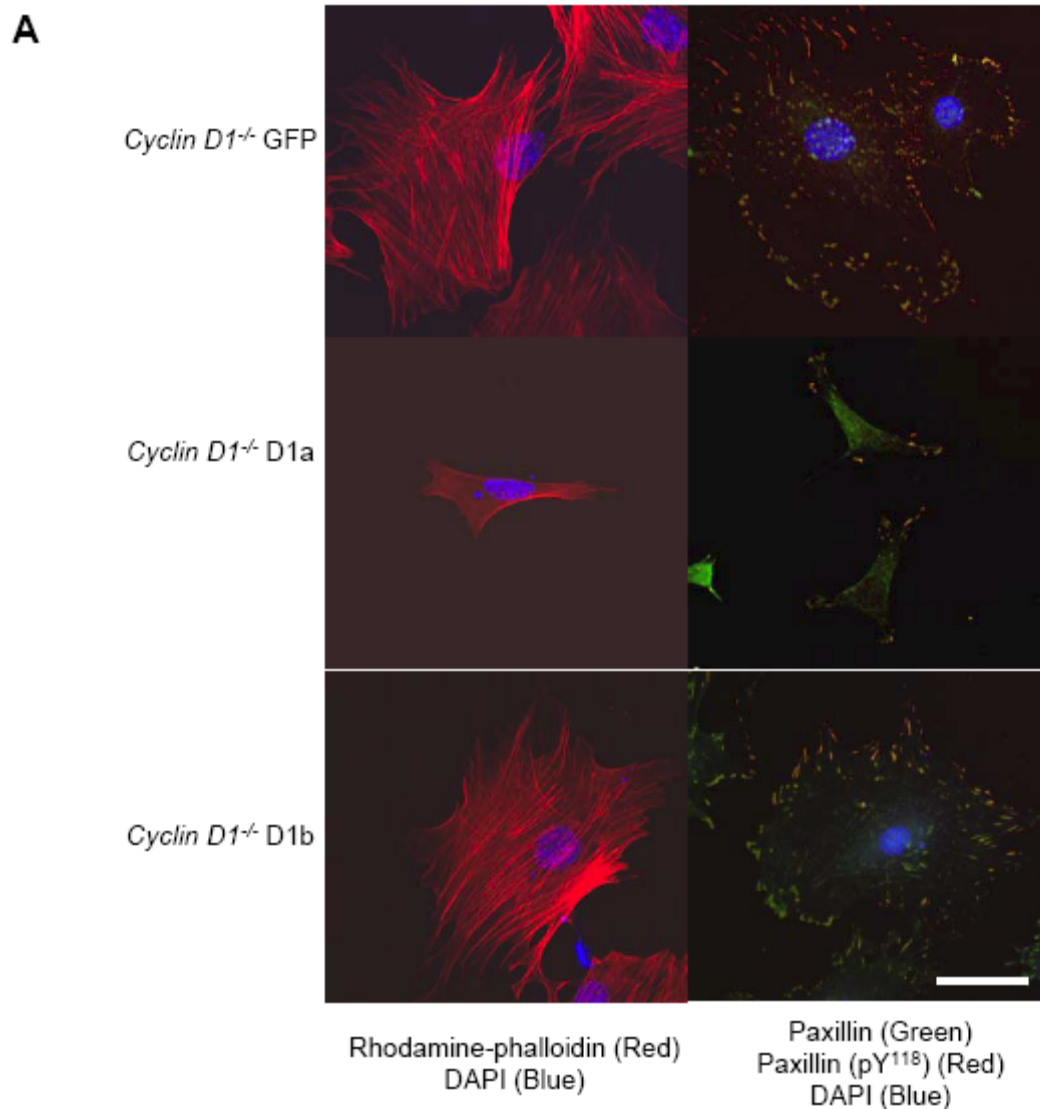 A
Cyclin D1-/- GFP
Cyclin D1-/- D1a
Cyclin D1-/- D1b
Rhodamine-phalloidin (Red)
DAPI (Blue)
Paxillin (Green)
Paxillin (pY118) (Red)
DAPI (Blue)